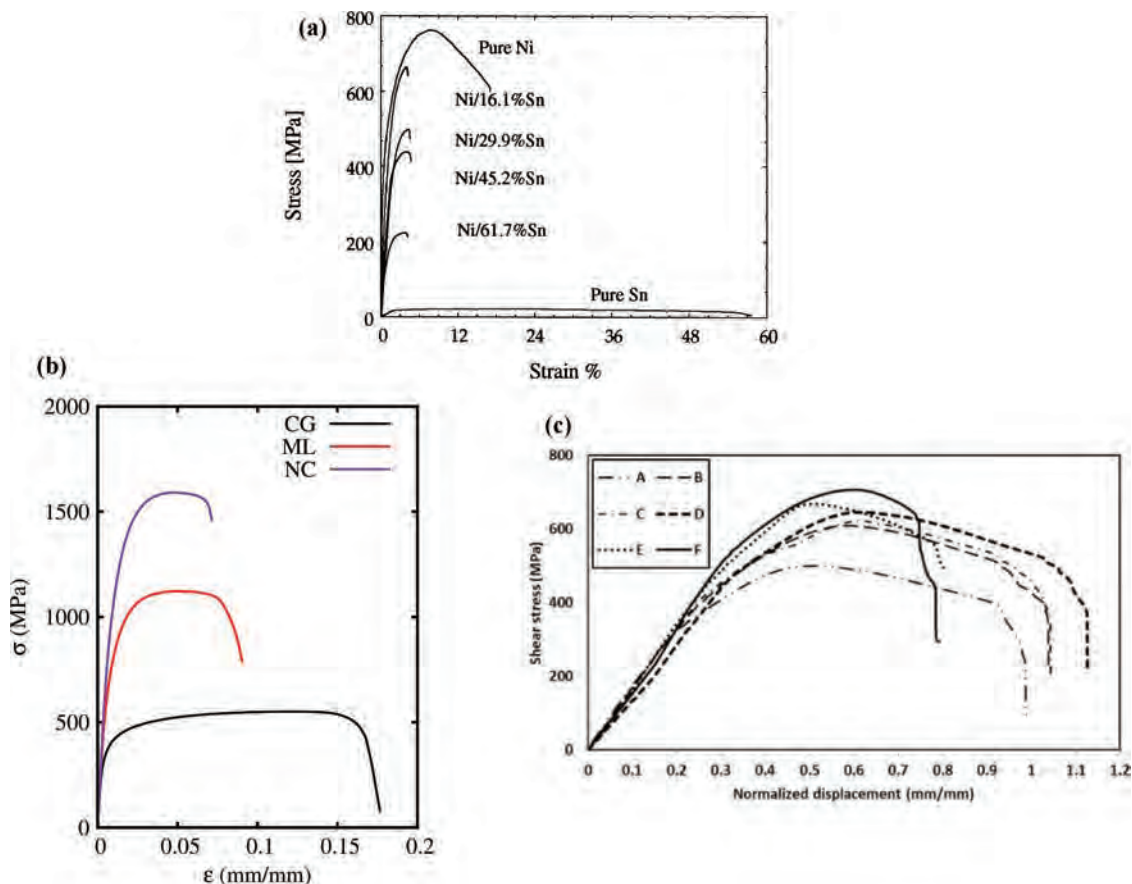 (a)
800
600
400
200
0
Stress [MPa]
Pure Ni
Ni/16.1%Sn
Ni/29.9%Sn
Ni/45.2%Sn
Ni/61.7%Sn
Pure Sn
0 12 24 36 48 60
Strain %
(b)
2000
1500
1000
500
0
σ (MPa)
CG
ML
NC
0 0.05 0.1 0.15 0.2
ε (mm/mm)
(c)
800
600
400
200
0
Shear stress (MPa)
A B
C D
E F
0 0.1 0.2 0.3 0.4 0.5 0.6 0.7 0.8 0.9 1 1.1 1.2
Normalized displacement (mm/mm)